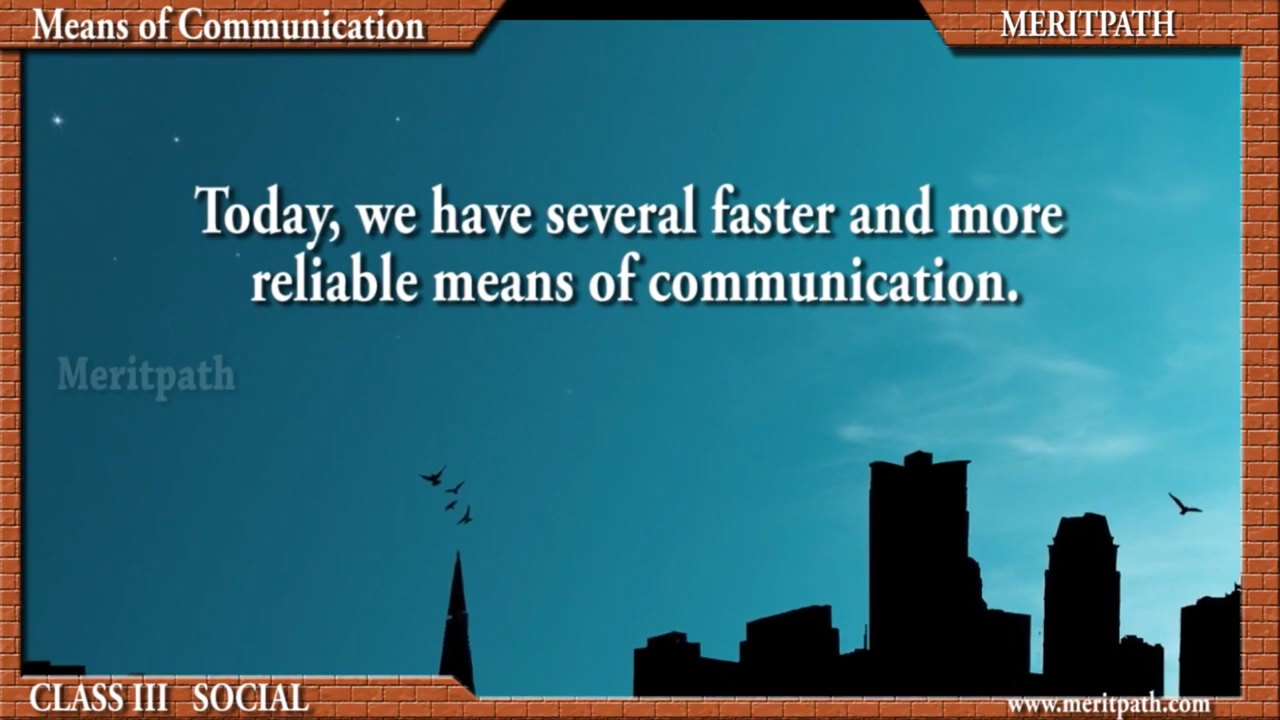 Means of Communication
MERITPATH
Today, we have several faster and more
reliable means of communication.
Meritpath
CLASS III SOCIAL
www.meritpath.com